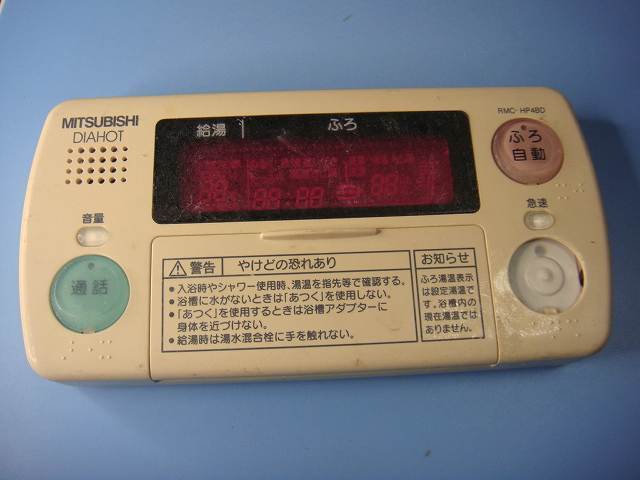 MITSUBISHI
DIAHOT
給湯
ふろ
RMC-HP4BD
ふろ
自動
音量
急速
通話
警告 やけどの恐れあり
●入浴時やシャワー使用時、湯温を指先等で確認する。
●浴槽に水がないときは「あつく」を使用しない。
●「あつく」を使用するときは浴槽アダプターに
身体を近づけない。
●給湯時は湯水混合栓に手を触れない。
お知らせ
ふろ湯温表示
は設定湯温で
す。浴槽内の
現在湯温では
ありません。